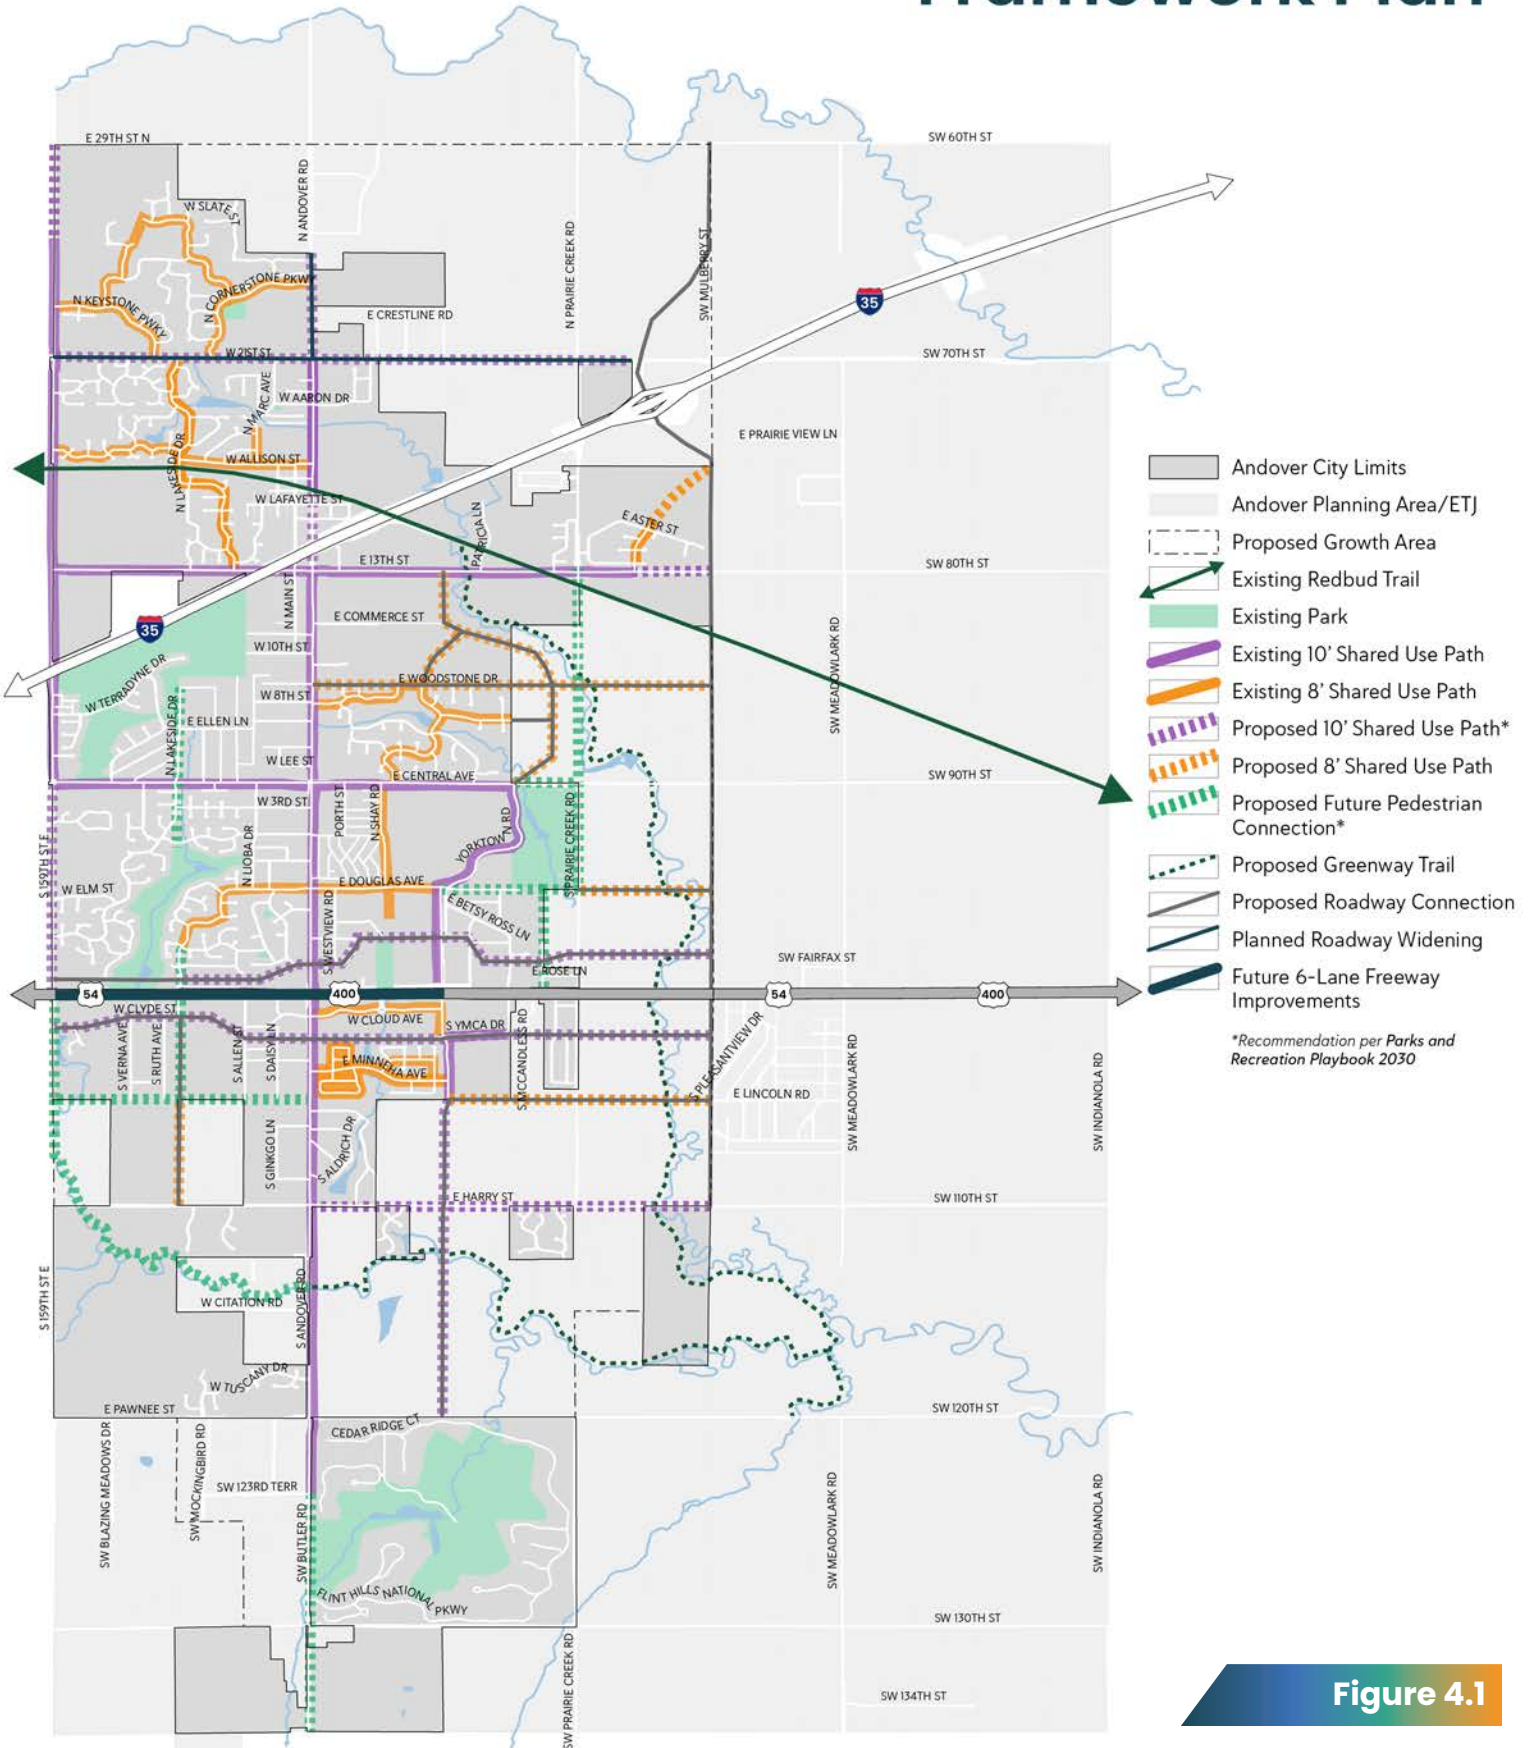 Framework Plan
E 29TH ST N
SW 60TH ST
N ANDOVER RD
W SLATE ST
N PRAIRIE CREEK RD
SW MULBERRY ST
N CORNERSTONE PKWY
N KEYSTONE PWKY
35
E CRESTLINE RD
W 21ST ST
SW 70TH ST
N MARC AVE
W AARON DR
E PRAIRIE VIEW LN
N LAKESIDE DR
W ALLISON ST
W LAFAYETTE ST
PATRICIA LN
E ASTER ST
E 13TH ST
SW 80TH ST
N MAIN ST
E COMMERCE ST
35
W 10TH ST
SW MEADOWLARK RD
W TERRADYNE DR
E WOODSTONE DR
W 8TH ST
N LAKESIDE DR
E ELLEN LN
W LEE ST
E CENTRAL AVE
SW 90TH ST
W 3RD ST
PORTH ST
N SHAY RD
YORKTOWN RD
S PRAIRIE CREEK RD
S 159TH ST E
N LIOBA DR
W ELM ST
E DOUGLAS AVE
S WESTVIEW RD
E BETSY ROSS LN
SW FAIRFAX ST
E ROSE LN
54
400
54
400
W CLYDE ST
W CLOUD AVE
S YMCA DR
S VERNA AVE
S RUTH AVE
S ALLEN ST
S DAISY LN
E MINNEHA AVE
S MCCANDLESS RD
S PLEASANTVIEW DR
E LINCOLN RD
SW MEADOWLARK RD
SW INDIANOLA RD
S GINKGO LN
S ALDRICH DR
E HARRY ST
SW 110TH ST
S 159TH ST E
W CITATION RD
S ANDOVER RD
W TUSCANY DR
E PAWNEE ST
SW 120TH ST
CEDAR RIDGE CT
SW BLAZING MEADOWS DR
SW MOCKINGBIRD RD
SW 123RD TERR
SW BUTLER RD
SW MEADOWLARK RD
SW INDIANOLA RD
FLINT HILLS NATIONAL PKWY
SW 130TH ST
SW PRAIRIE CREEK RD
SW 134TH ST
Andover City Limits
Andover Planning Area/ETJ
Proposed Growth Area
Existing Redbud Trail
Existing Park
Existing 10' Shared Use Path
Existing 8' Shared Use Path
Proposed 10' Shared Use Path*
Proposed 8' Shared Use Path
Proposed Future Pedestrian
Connection*
Proposed Greenway Trail
Proposed Roadway Connection
Planned Roadway Widening
Future 6-Lane Freeway
Improvements
*Recommendation per Parks and
Recreation Playbook 2030
Figure 4.1